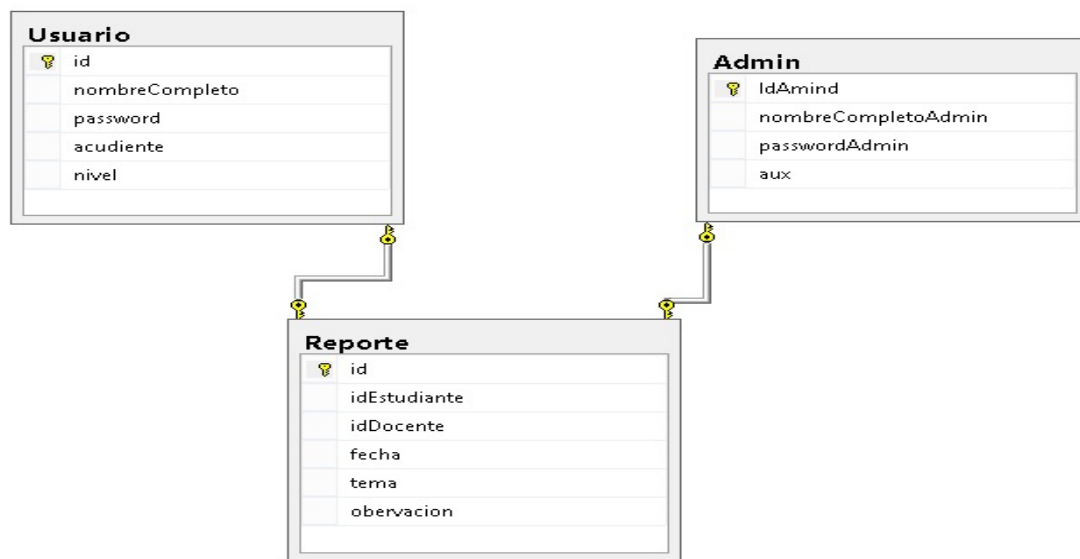 Usuario
id
nombreCompleto
password
acudiente
nivel
Admin
IdAmind
nombreCompletoAdmin
passwordAdmin
aux
Reporte
id
idEstudiante
idDocente
fecha
tema
obervacion